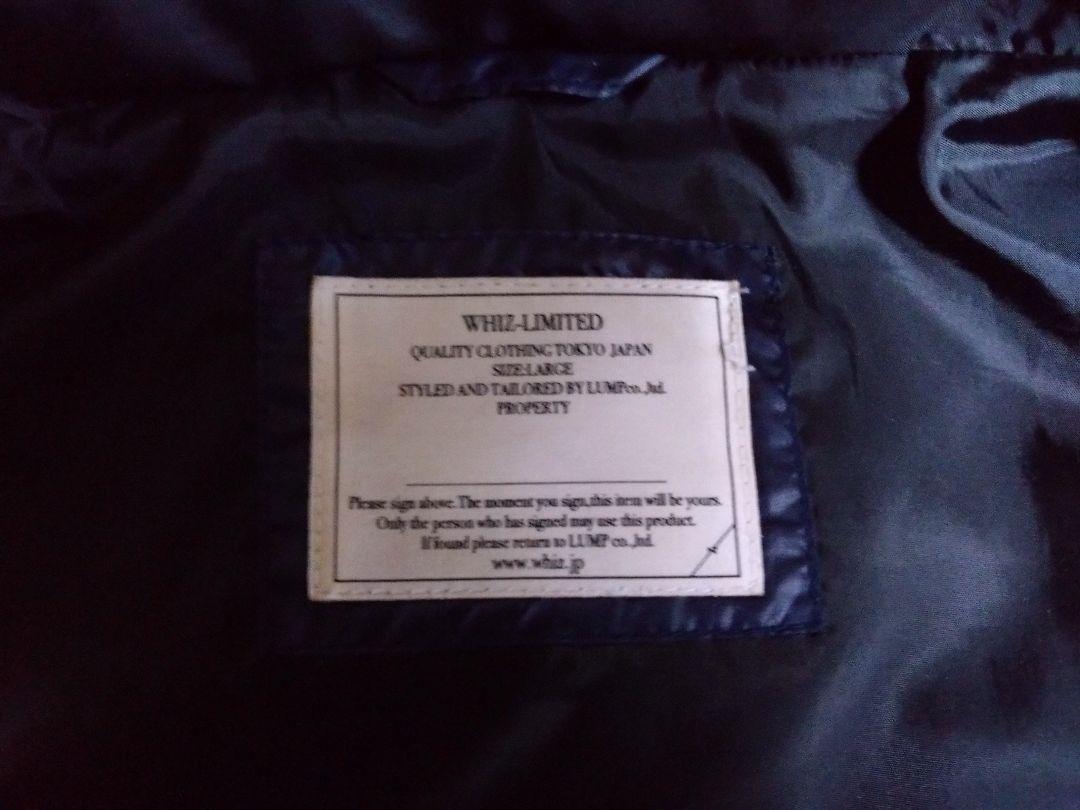 WHIZ-LIMITED
QUALITY CLOTHING TOKYO JAPAN
SIZE:LARGE
STYLED AND TAILORED BY LUMPco.,ltd.
PROPERTY
Please sign above. The moment you sign,this item will be yours.
Only the person who has signed may use this product.
If found please return to LUMP co.,ltd.
www.whiz.jp